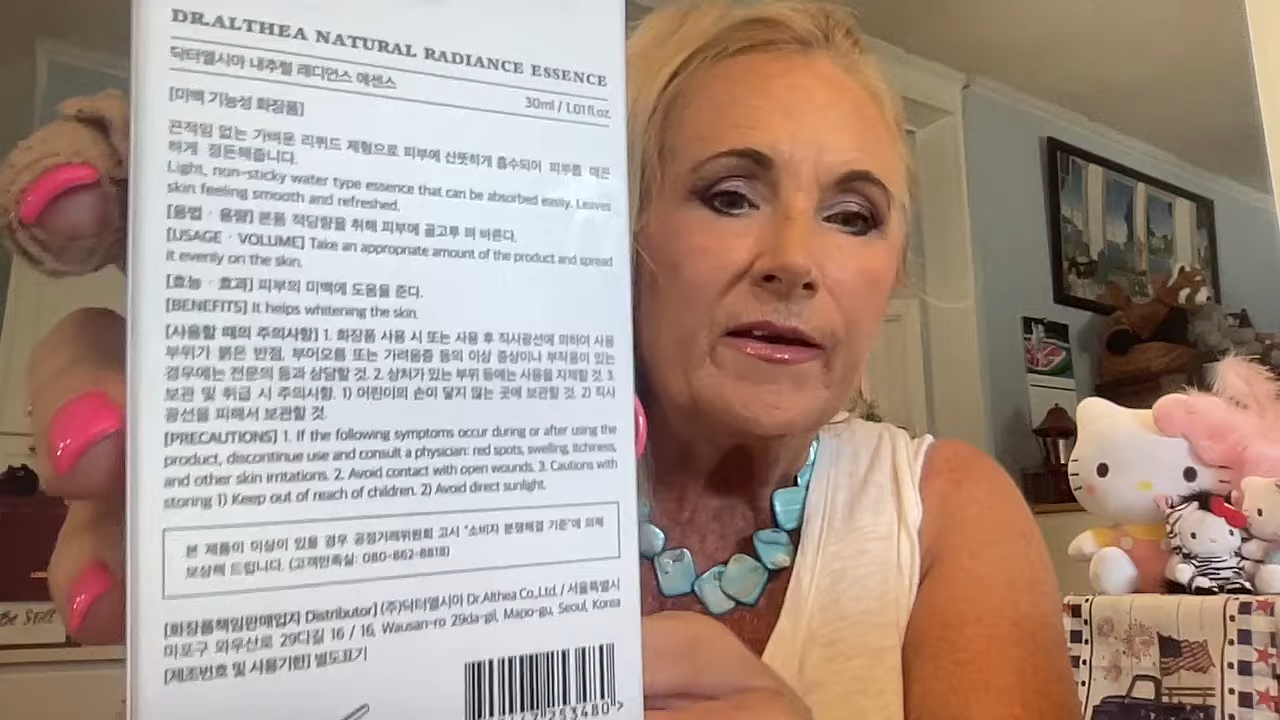 DR.ALTHEA NATURAL RADIANCE ESSENCE
닥터엘시아 내추럴 래디언스 에센스
30ml / 1.01fl.oz.
[미백 기능성 화장품]
끈적임 없는 가벼운 리퀴드 제형으로 피부에 산뜻하게 흡수되어 피부를 매끈
하게 정돈해줍니다.
Light, non-sticky water type essence that can be absorbed easily. Leaves
skin feeling smooth and refreshed.
[용법 · 용량] 본품 적당량을 취해 피부에 골고루 펴 바른다.
[USAGE · VOLUME] Take an appropriate amount of the product and spread
it evenly on the skin.
[효능 · 효과] 피부의 미백에 도움을 준다.
[BENEFITS] It helps whitening the skin.
[사용할 때의 주의사항] 1. 화장품 사용 시 또는 사용 후 직사광선에 의하여 사용
부위가 붉은 반점, 부어오름 또는 가려움증 등의 이상 증상이나 부작용이 있는
경우에는 전문의 등과 상담할 것. 2. 상처가 있는 부위 등에는 사용을 자제할 것. 3.
보관 및 취급 시 주의사항. 1) 어린이의 손이 닿지 않는 곳에 보관할 것. 2) 직사
광선을 피해서 보관할 것.
[PRECAUTIONS] 1. If the following symptoms occur during or after using the
product, discontinue use and consult a physician: red spots, swelling, itchiness,
and other skin irritations. 2. Avoid contact with open wounds. 3. Cautions with
storing 1) Keep out of reach of children. 2) Avoid direct sunlight.
본 제품이 이상이 있을 경우 공정거래위원회 고시 "소비자 분쟁해결 기준"에 의해
보상해 드립니다. (고객만족실: 080-862-8818)
[화장품책임판매업자 Distributor] (주)닥터엘시아 Dr.Althea Co.,Ltd. / 서울특별시
마포구 와우산로 29다길 16 / 16, Wausan-ro 29da-gil, Mapo-gu, Seoul, Korea
[제조번호 및 사용기한] 별도표기
253480
Be Still